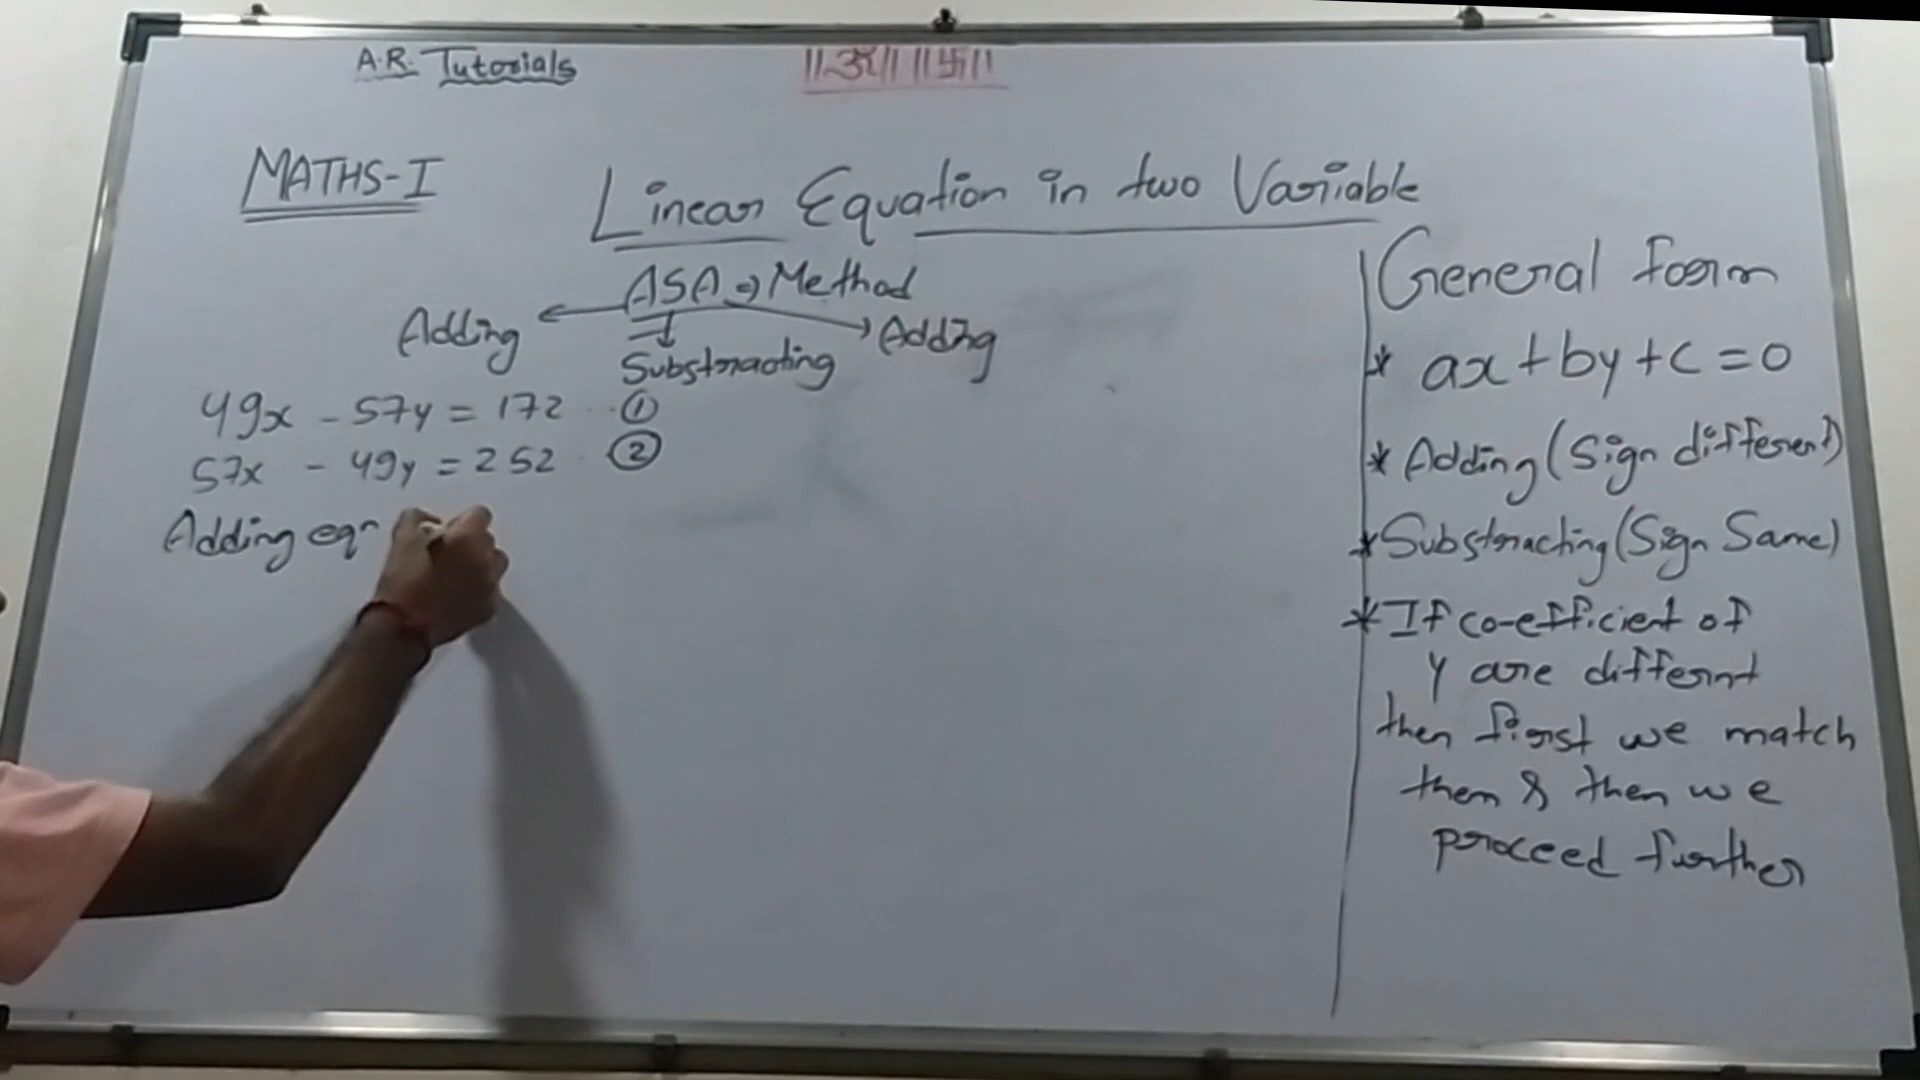 A.R. Tutorials
||ॐ|| ||卐||
MATHS-I
Linear Equation in two Variable
ASA => Method
Adding
Substracting
Adding
49x - 57y = 172 ①
57x - 49y = 252 ②
Adding eqn
General form
* ax + by + c = 0
* Adding (Sign different)
* Substracting (Sign Same)
* If co-efficient of
y are differnt
then first we match
them & then we
proceed further